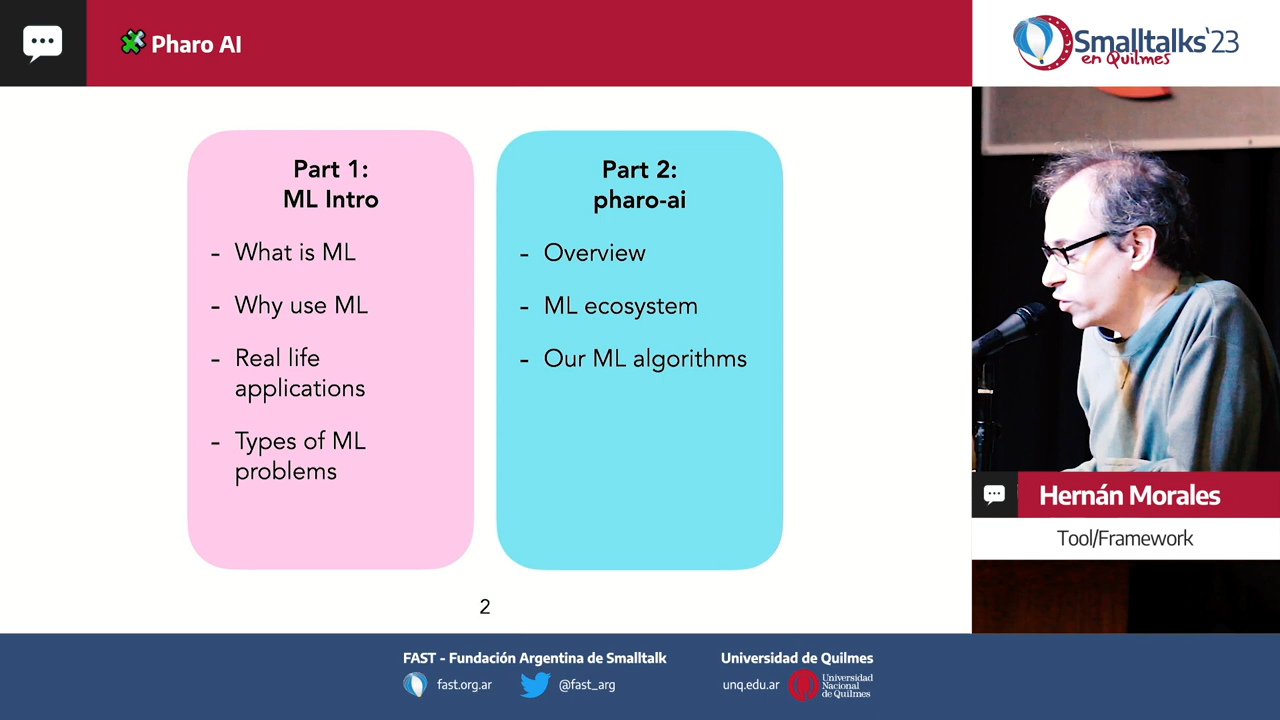 Pharo AI
Smalltalks'23
en Quilmes
Part 1:
ML Intro
- What is ML
- Why use ML
- Real life
applications
- Types of ML
problems
Part 2:
pharo-ai
- Overview
- ML ecosystem
- Our ML algorithms
2
Hernán Morales
Tool/Framework
FAST - Fundación Argentina de Smalltalk
fast.org.ar
@fast_arg
Universidad de Quilmes
unq.edu.ar
Universidad
Nacional
de Quilmes